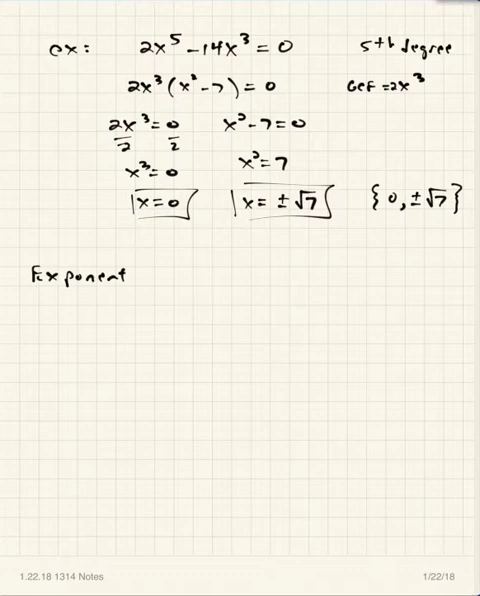 ex: 2x⁵ - 14x³ = 0 5th degree
2x³(x² - 7) = 0 GCF = 2x³
2x³ = 0 x² - 7 = 0
2 2
x³ = 0 x² = 7
x = 0 x = ±√7 {0, ±√7}
Exponent
1.22.18 1314 Notes 1/22/18